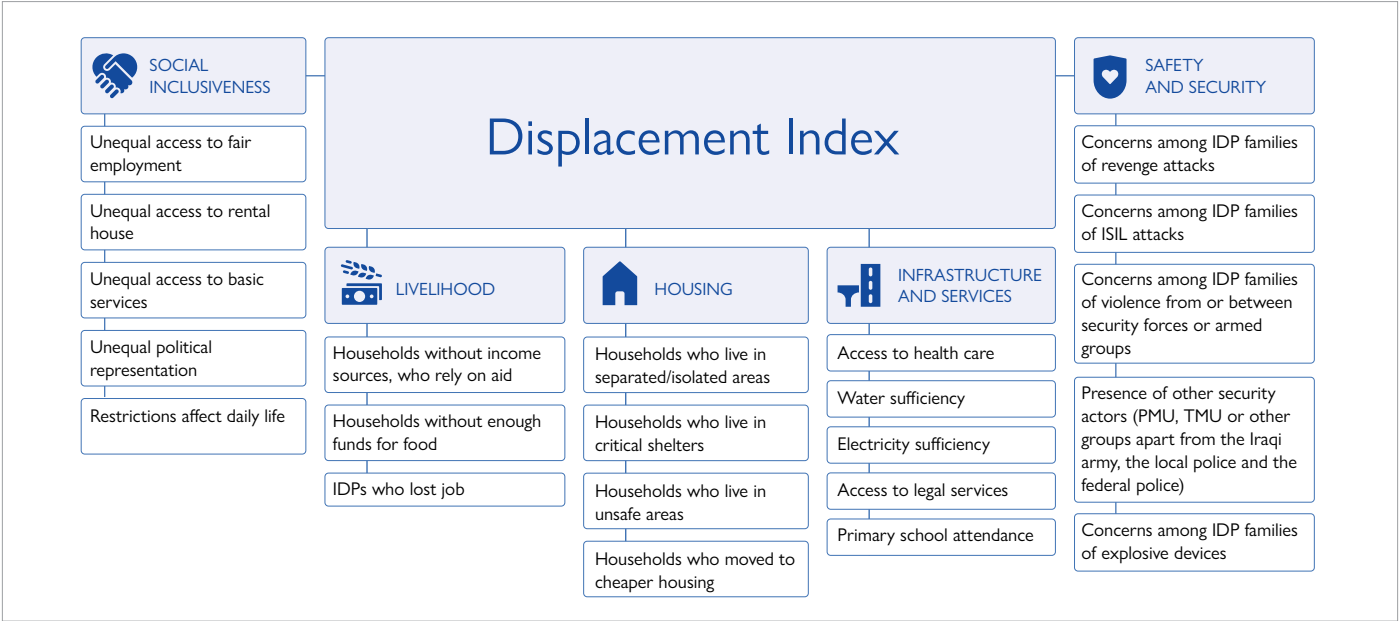 Displacement Index
SOCIAL
INCLUSIVENESS
Unequal access to fair
employment
Unequal access to rental
house
Unequal access to basic
services
Unequal political
representation
Restrictions affect daily life
LIVELIHOOD
Households without income
sources, who rely on aid
Households without enough
funds for food
IDPs who lost job
HOUSING
Households who live in
separated/isolated areas
Households who live in
critical shelters
Households who live in
unsafe areas
Households who moved to
cheaper housing
INFRASTRUCTURE
AND SERVICES
Access to health care
Water sufficiency
Electricity sufficiency
Access to legal services
Primary school attendance
SAFETY
AND SECURITY
Concerns among IDP families
of revenge attacks
Concerns among IDP families
of ISIL attacks
Concerns among IDP families
of violence from or between
security forces or armed
groups
Presence of other security
actors (PMU, TMU or other
groups apart from the Iraqi
army, the local police and the
federal police)
Concerns among IDP families
of explosive devices